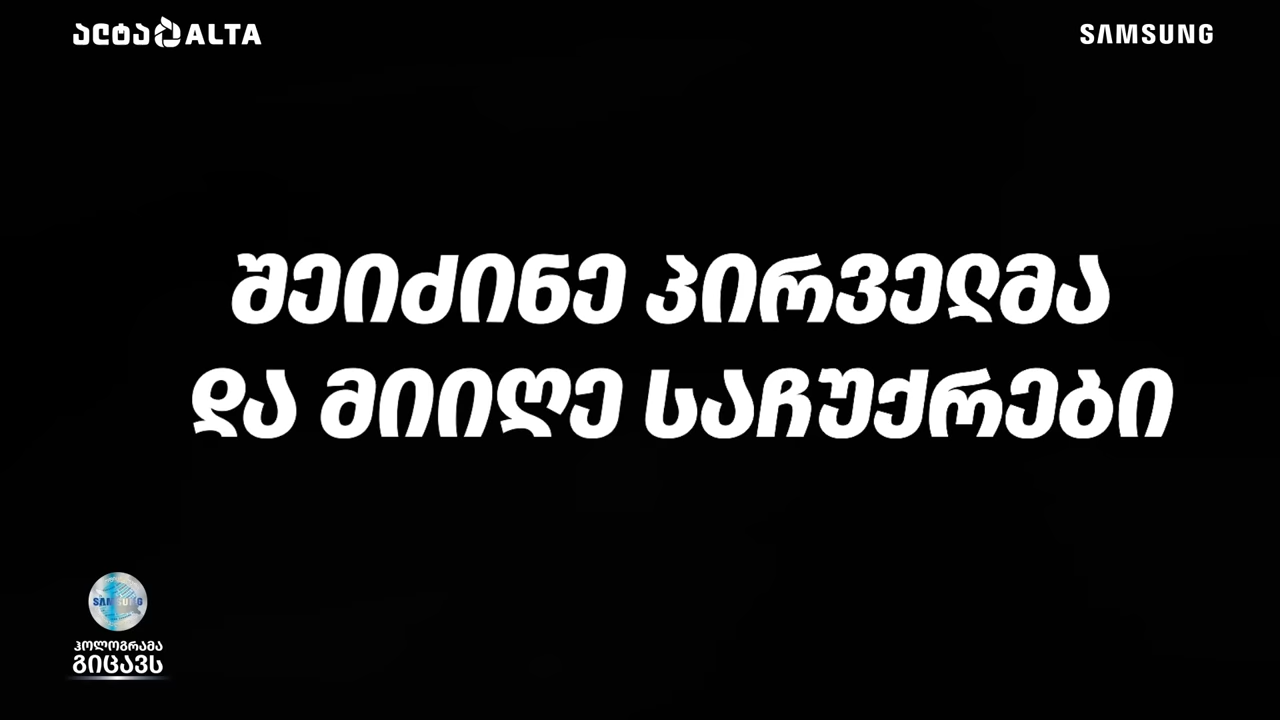 ალტა ALTA
SAMSUNG
შეიძინე პირველმა
და მიიღე საჩუქრები
SAMSUNG
ჰოლოგრამა
გიცავს